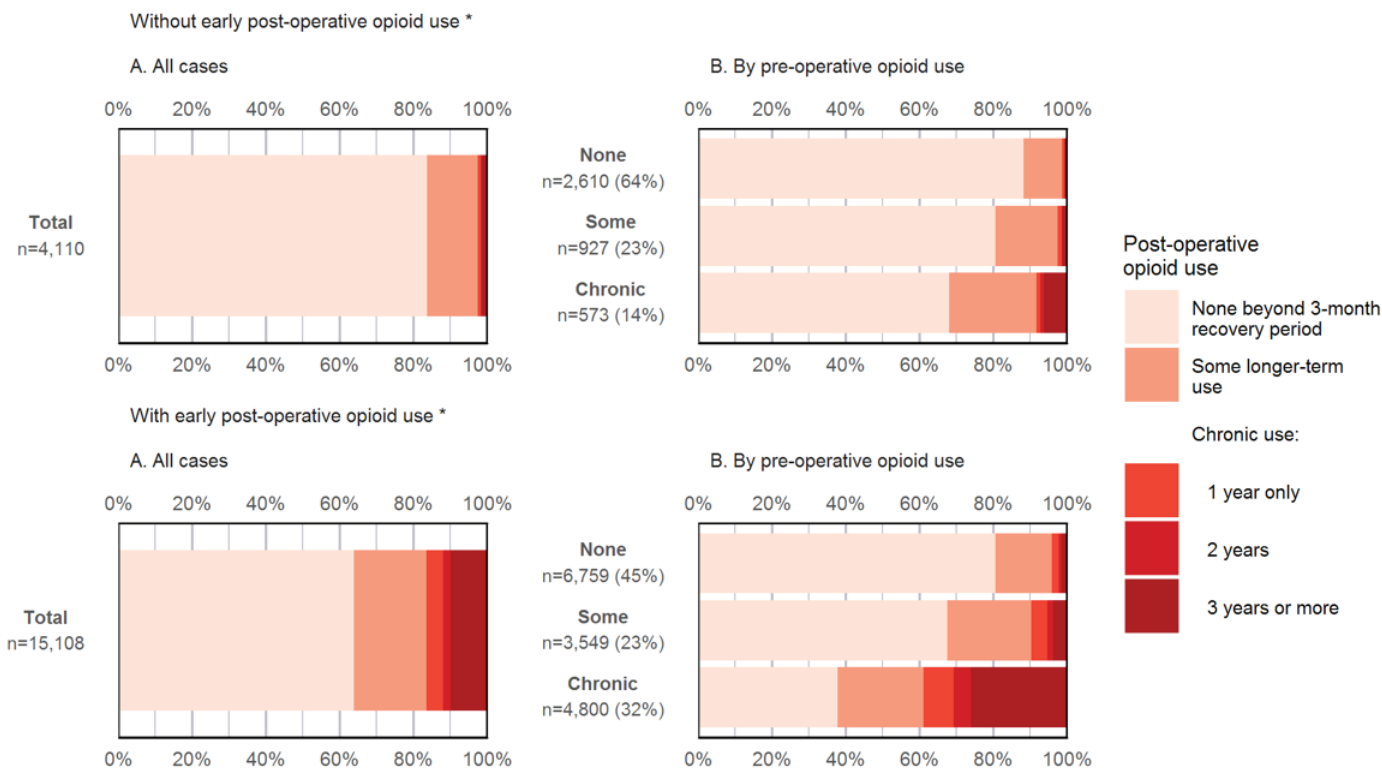 Without early post-operative opioid use *
A. All cases
0% 20% 40% 60% 80% 100%
Total
n=4,110
0% 20% 40% 60% 80% 100%
B. By pre-operative opioid use
0% 20% 40% 60% 80% 100%
None
n=2,610 (64%)
Some
n=927 (23%)
Chronic
n=573 (14%)
0% 20% 40% 60% 80% 100%
With early post-operative opioid use *
A. All cases
0% 20% 40% 60% 80% 100%
Total
n=15,108
0% 20% 40% 60% 80% 100%
B. By pre-operative opioid use
0% 20% 40% 60% 80% 100%
None
n=6,759 (45%)
Some
n=3,549 (23%)
Chronic
n=4,800 (32%)
0% 20% 40% 60% 80% 100%
Post-operative
opioid use
None beyond 3-month
recovery period
Some longer-term
use
Chronic use:
1 year only
2 years
3 years or more